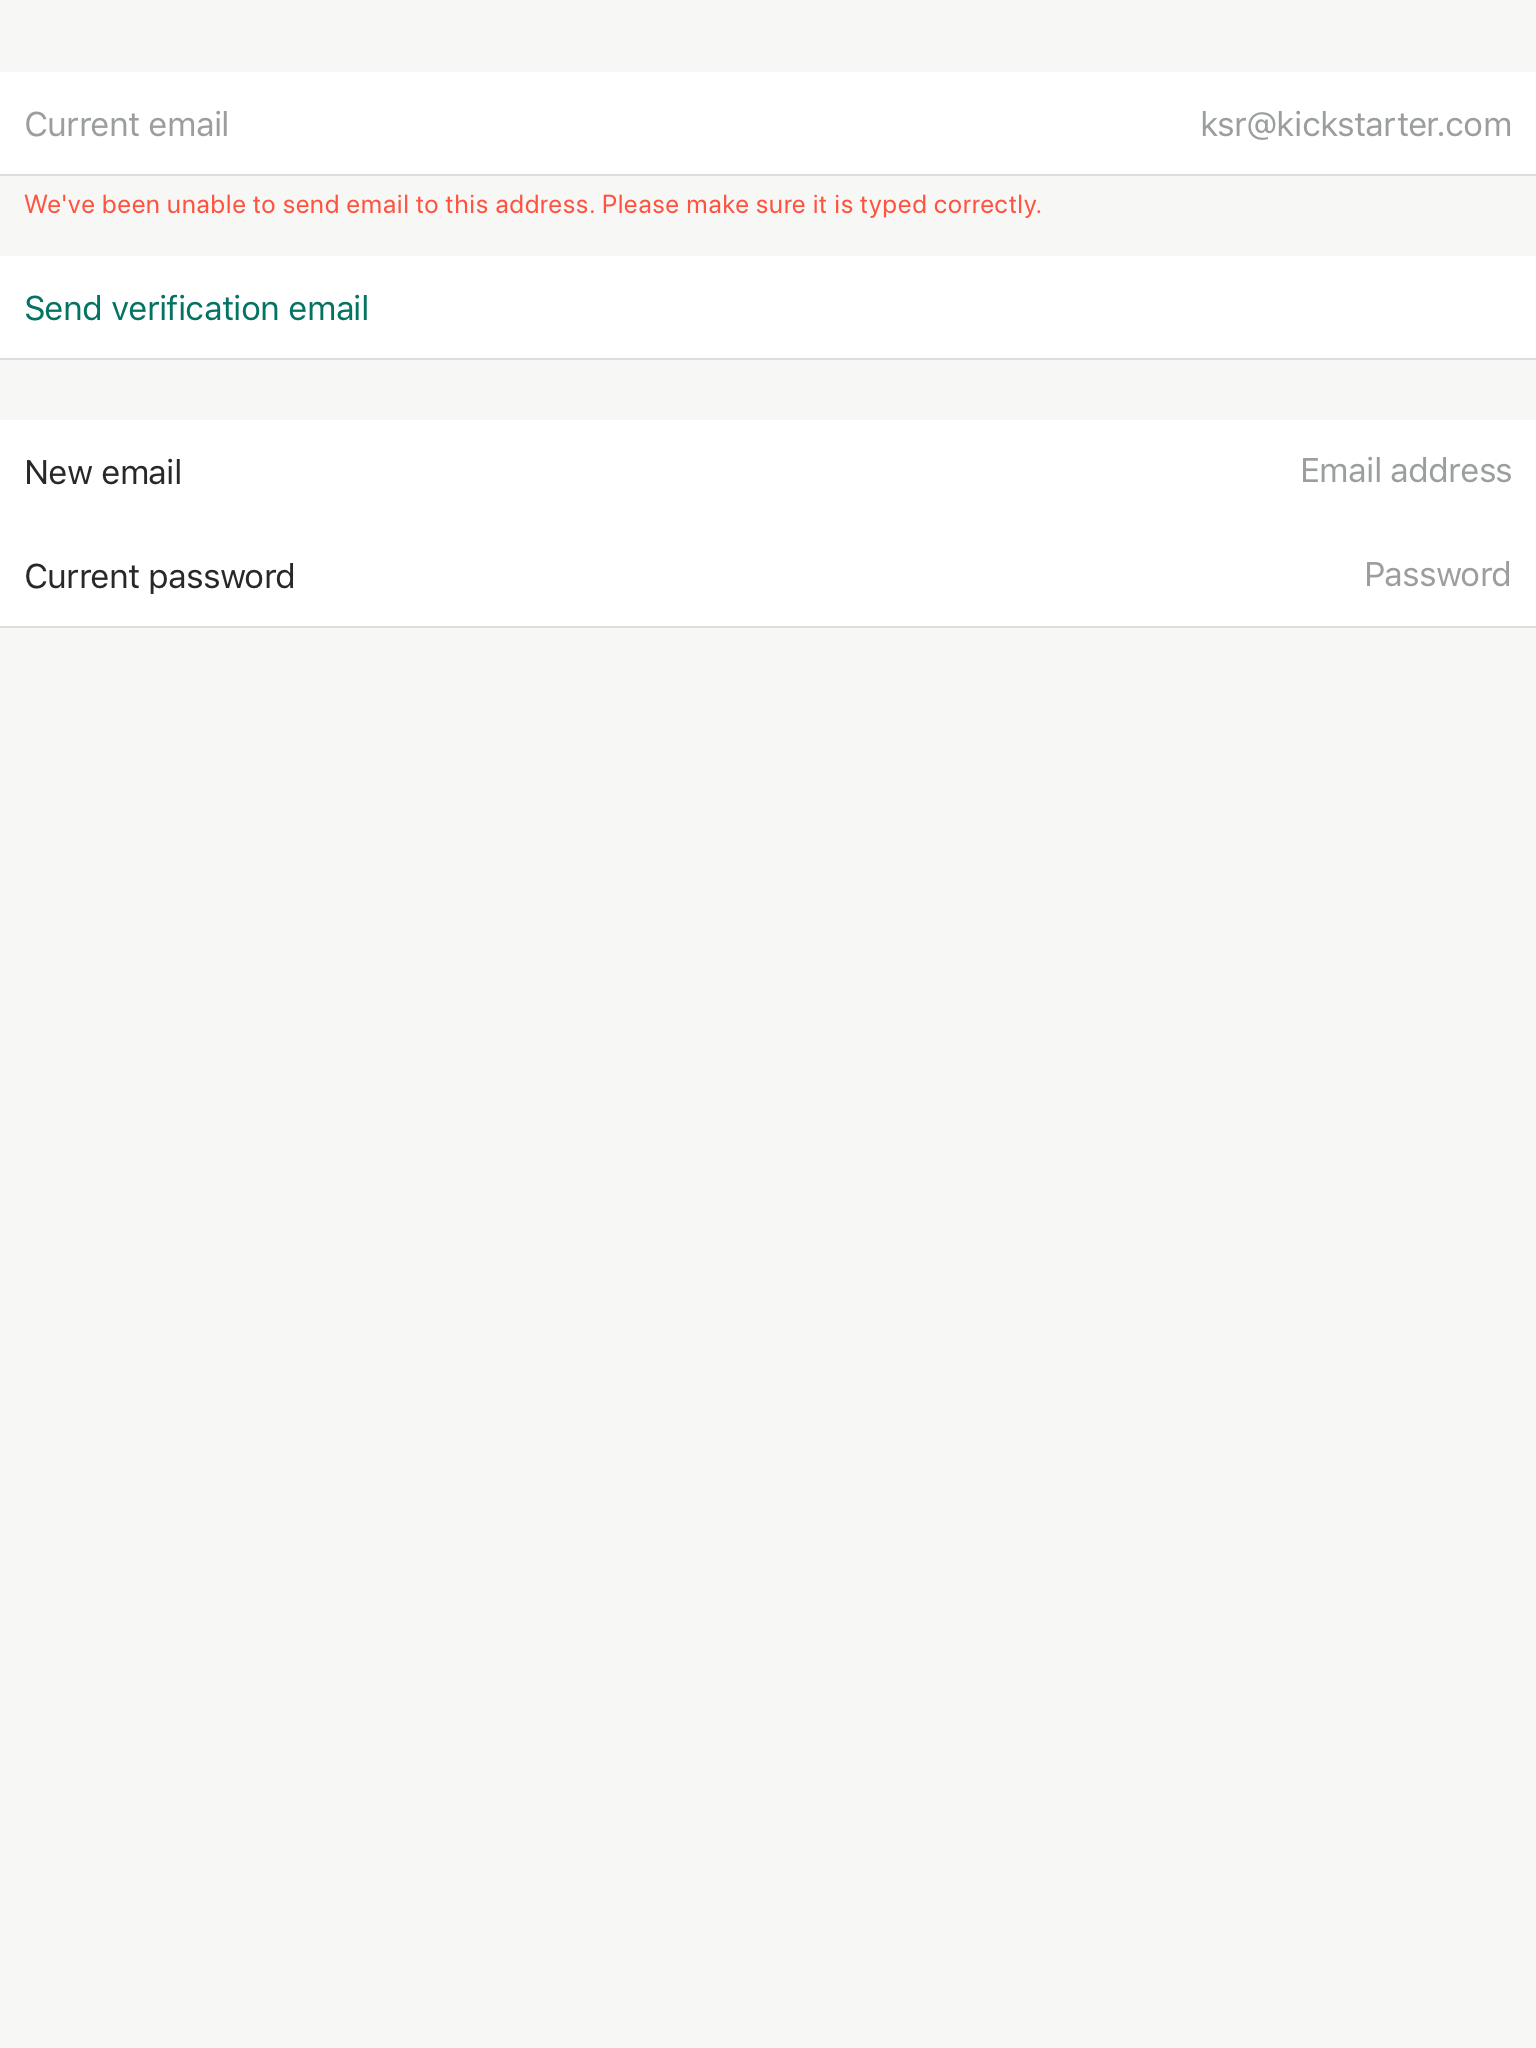 Current email ksr@kickstarter.com
We've been unable to send email to this address. Please make sure it is typed correctly.
Send verification email
New email Email address
Current password Password